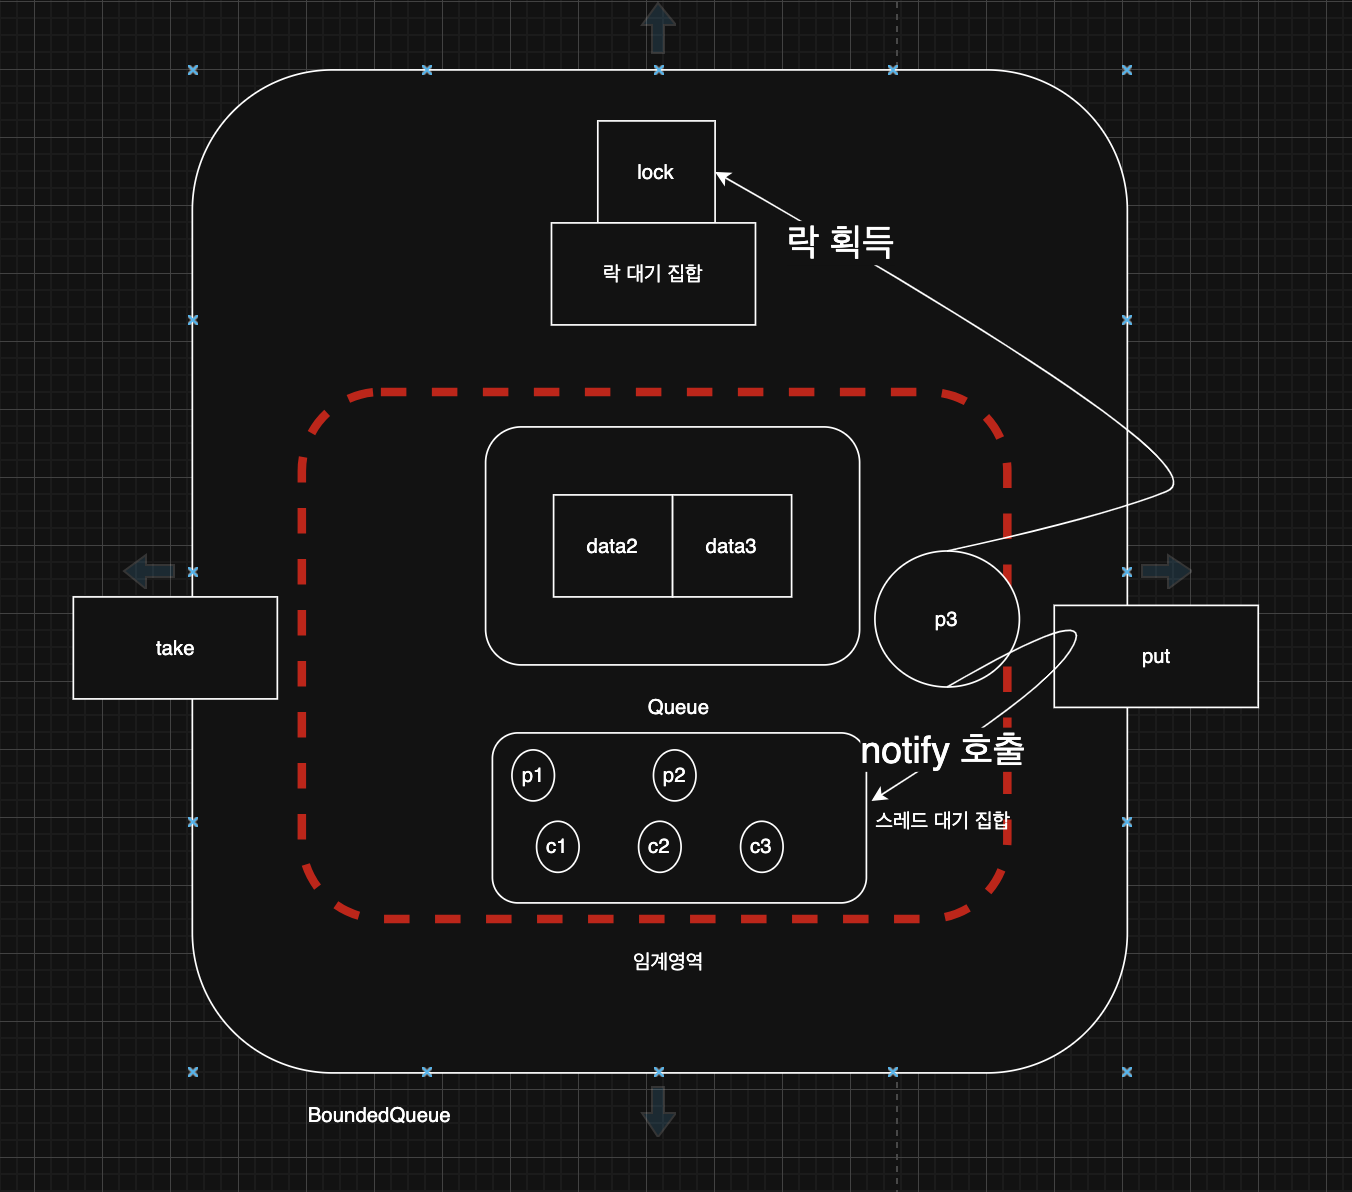 lock
락 획득
락 대기 집합
data2
data3
p3
take
put
Queue
notify 호출
p1
p2
스레드 대기 집합
c1
c2
c3
임계영역
BoundedQueue